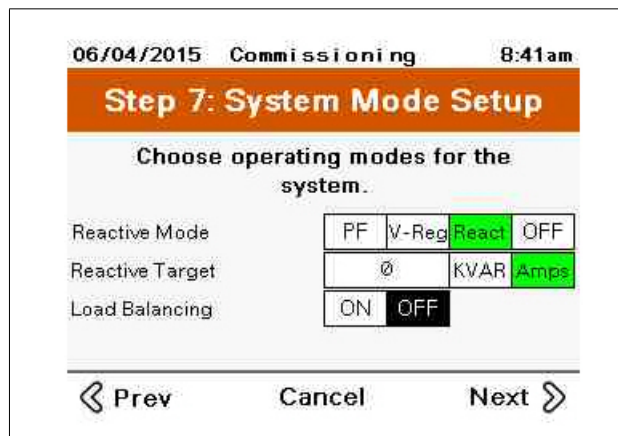 06/04/2015 Commissioning 8:41am
Step 7: System Mode Setup
Choose operating modes for the
system.
Reactive Mode PF V-Reg React OFF
Reactive Target 0 KVAR Amps
Load Balancing ON OFF
Prev Cancel Next